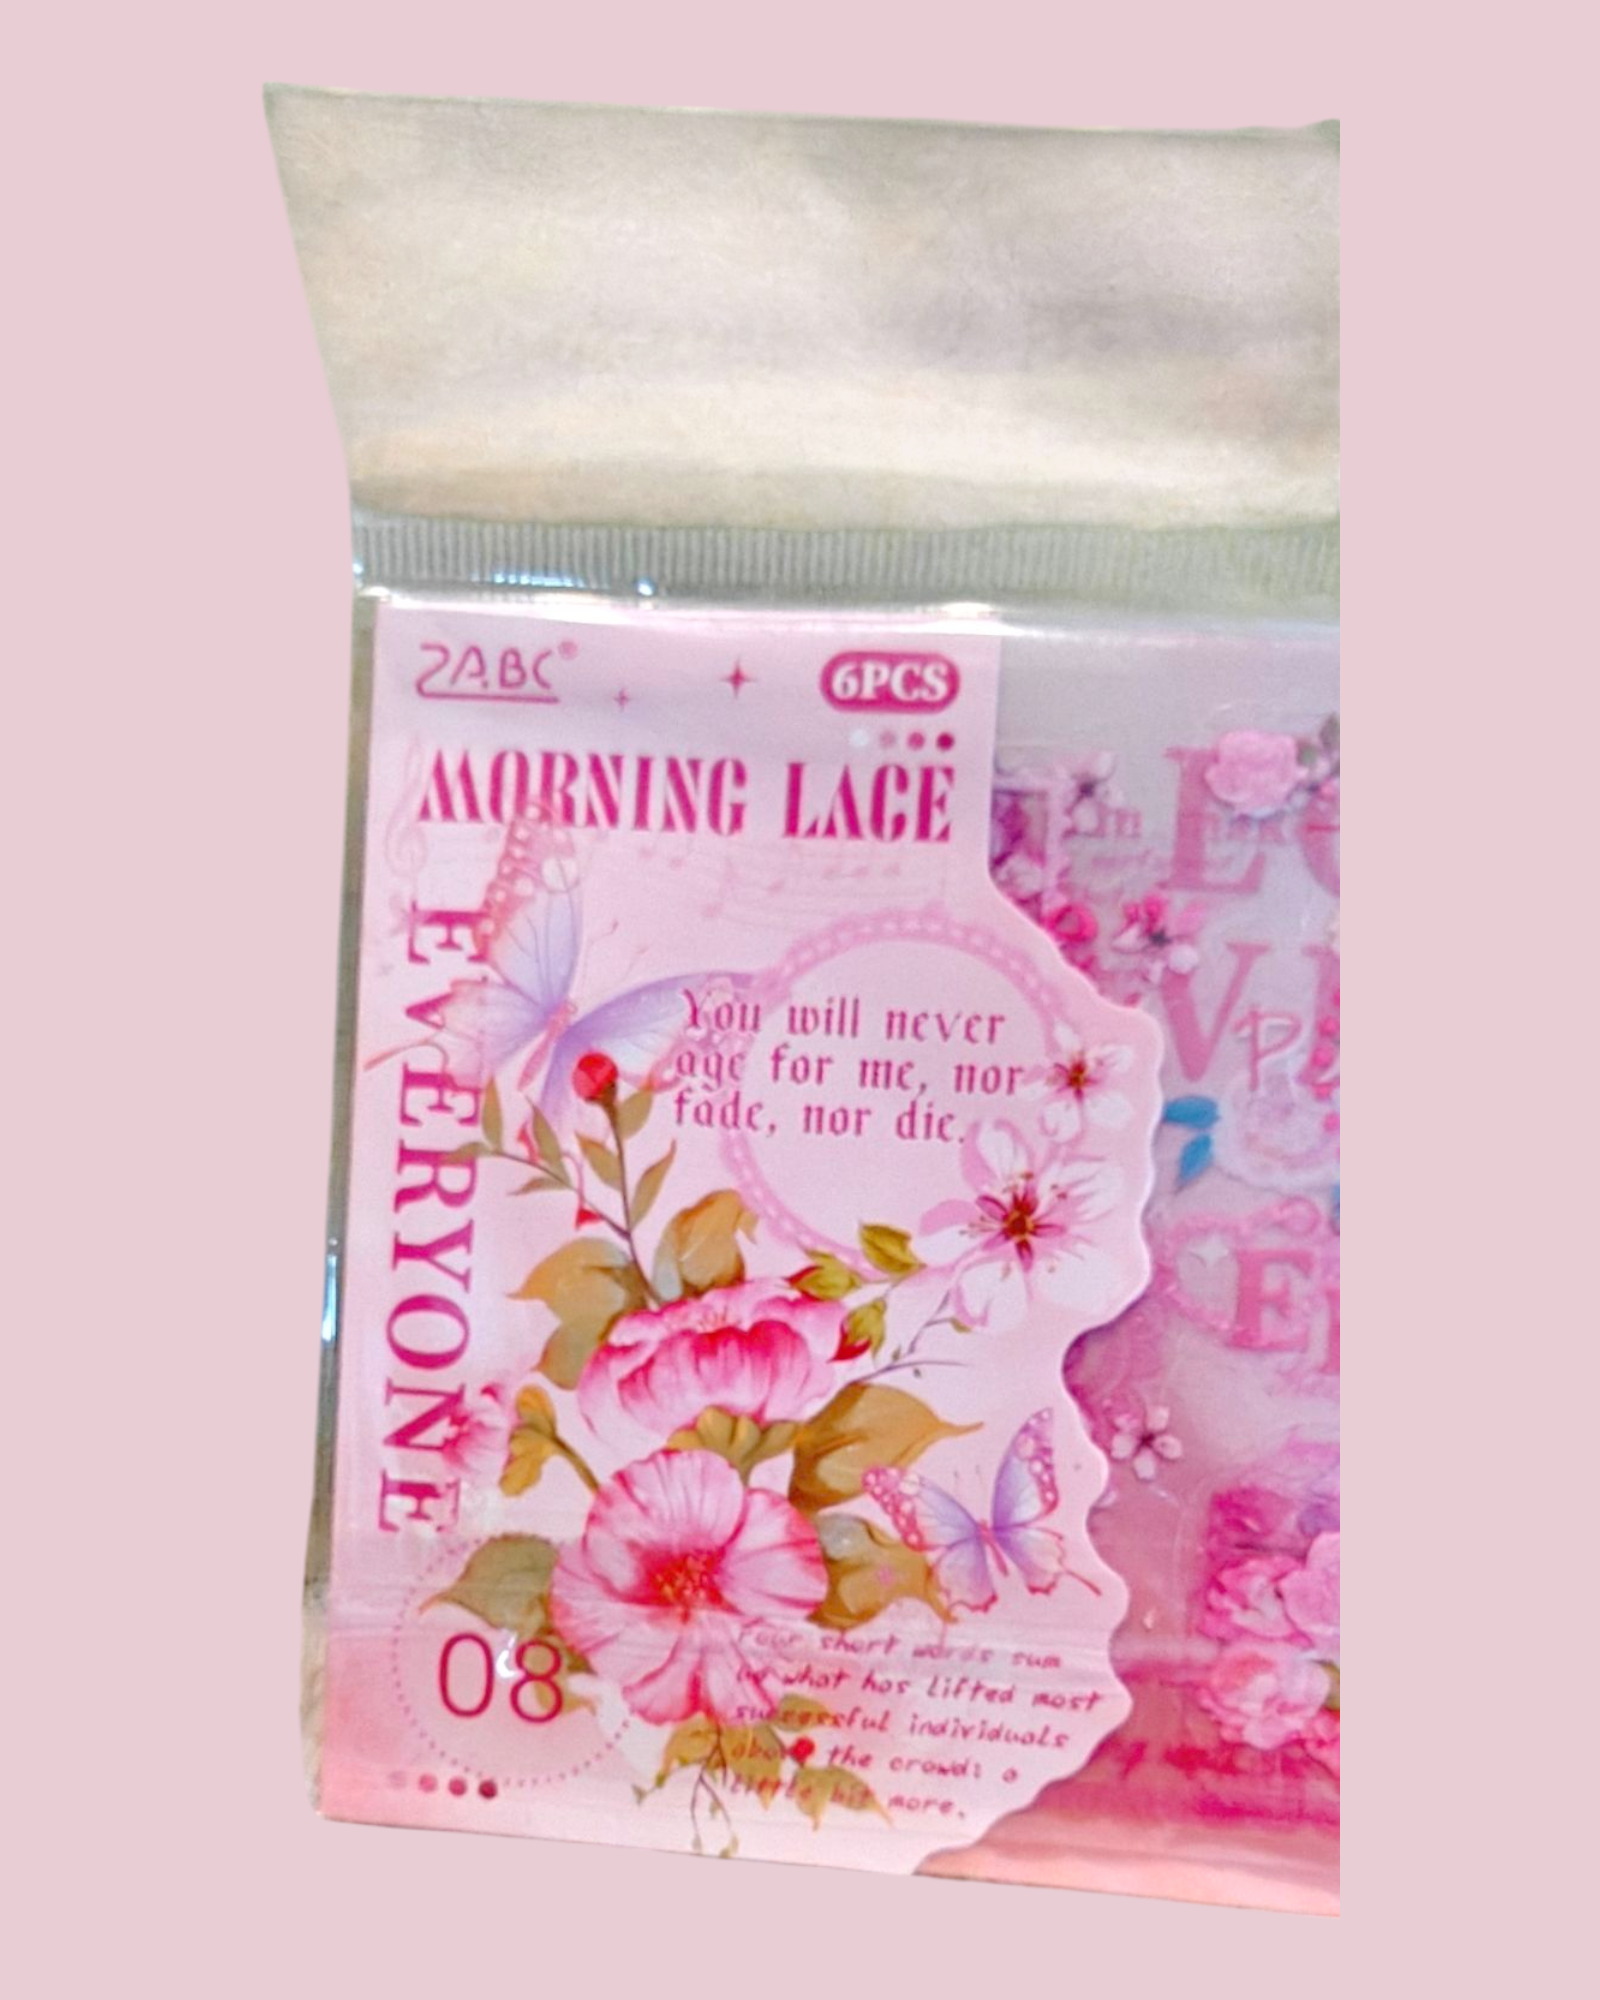 ZABC®
6PCS
MORNING LACE
EVERYONE
You will never
age for me, nor
fade, nor die.
08
Four short words sum
up what has lifted most
successful individuals
above the crowd: a
little bit more.
L
V
P
E